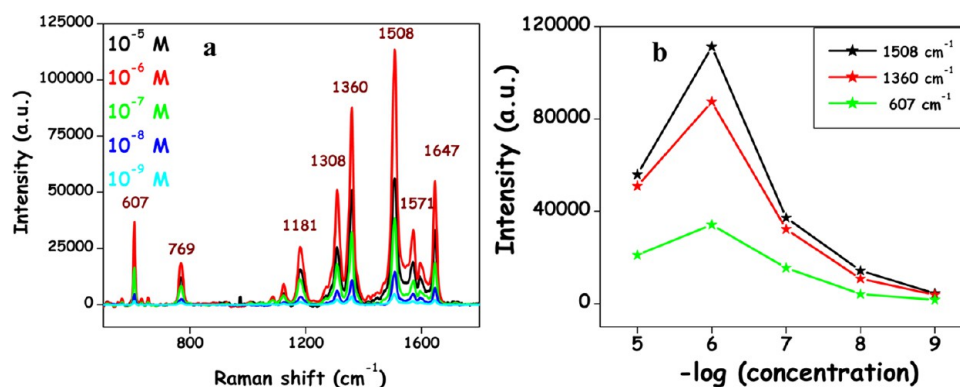 125000
100000
75000
50000
25000
0
Intensity (a.u.)
10⁻⁵ M
10⁻⁶ M
10⁻⁷ M
10⁻⁸ M
10⁻⁹ M
a
607
769
1181
1308
1360
1508
1571
1647
800
1200
1600
Raman shift (cm⁻¹)
120000
80000
40000
0
Intensity (a.u.)
b
1508 cm⁻¹
1360 cm⁻¹
607 cm⁻¹
5
6
7
8
9
-log (concentration)